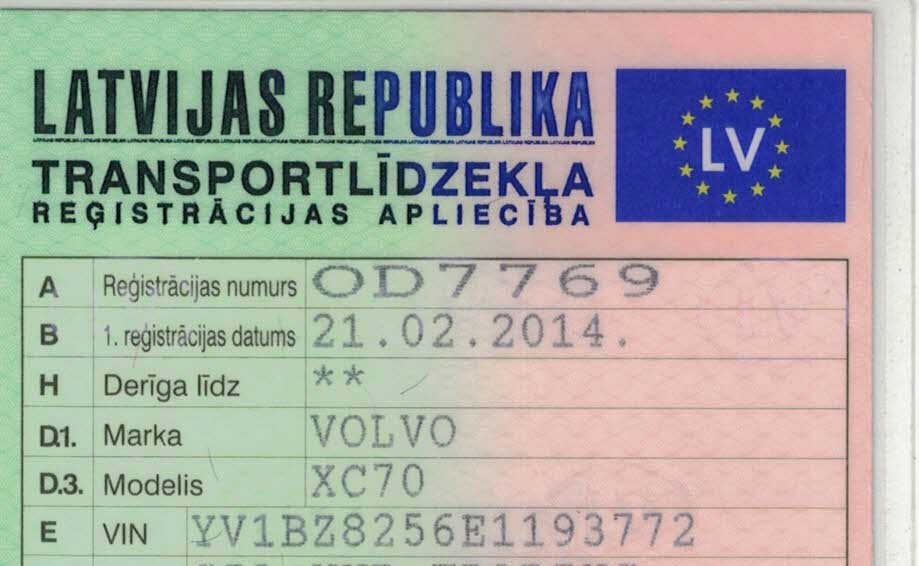 LATVIJAS REPUBLIKA
TRANSPORTLĪDZEKĻA
REĢISTRĀCIJAS APLIECĪBA
LV
A Reģistrācijas numurs OD7769
B 1. reģistrācijas datums 21.02.2014.
H Derīga līdz **
D.1. Marka VOLVO
D.3. Modelis XC70
E VIN YV1BZ8256E1193772